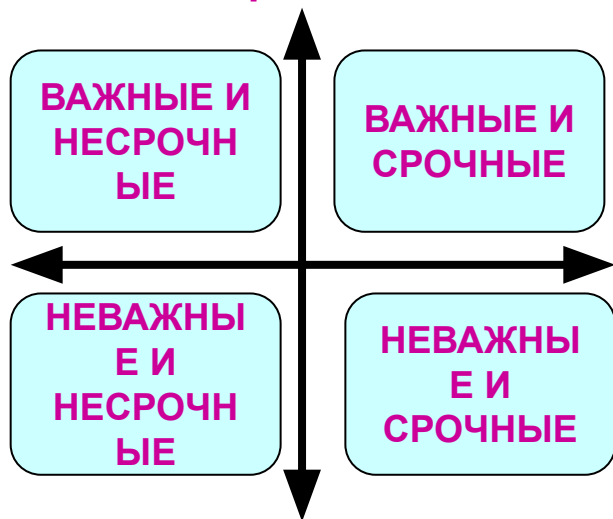 ВАЖНЫЕ И
НЕСРОЧН
ЫЕ
ВАЖНЫЕ И
СРОЧНЫЕ
НЕВАЖНЫ
Е И
НЕСРОЧН
ЫЕ
НЕВАЖНЫ
Е И
СРОЧНЫЕ